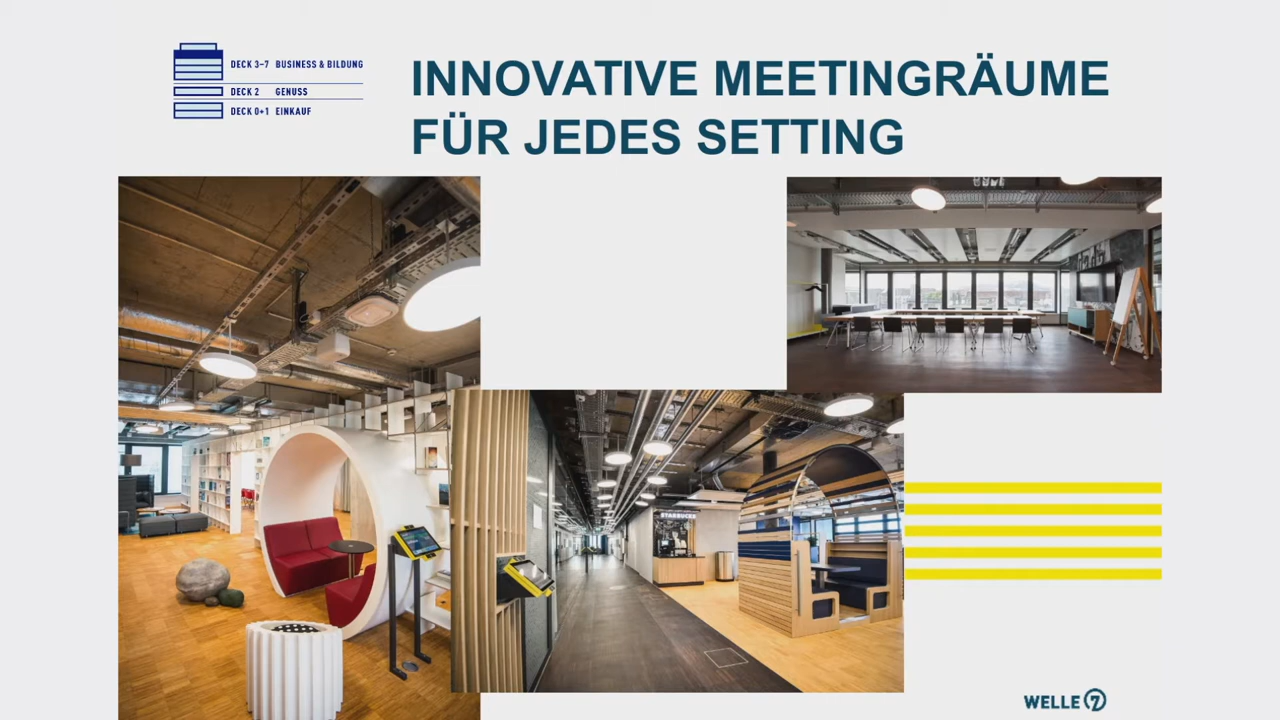 DECK 3–7 BUSINESS & BILDUNG
DECK 2 GENUSS
DECK 0+1 EINKAUF
INNOVATIVE MEETINGRÄUME
FÜR JEDES SETTING
STARBUCKS
WELLE 7